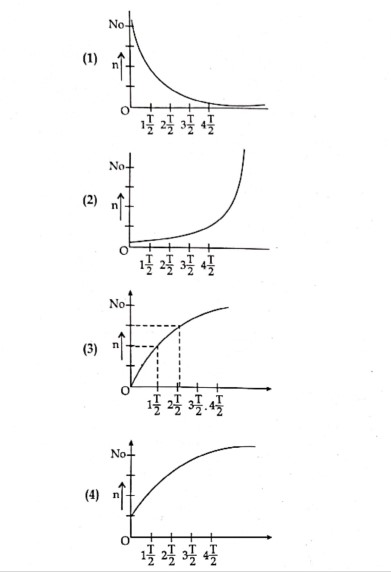 No
(1)
n
O
1T/2 2T/2 3T/2 4T/2
No
(2)
n
O
1T/2 2T/2 3T/2 4T/2
No
(3)
n
O
1T/2 2T/2 3T/2 . 4T/2
No
(4)
n
O
1T/2 2T/2 3T/2 4T/2